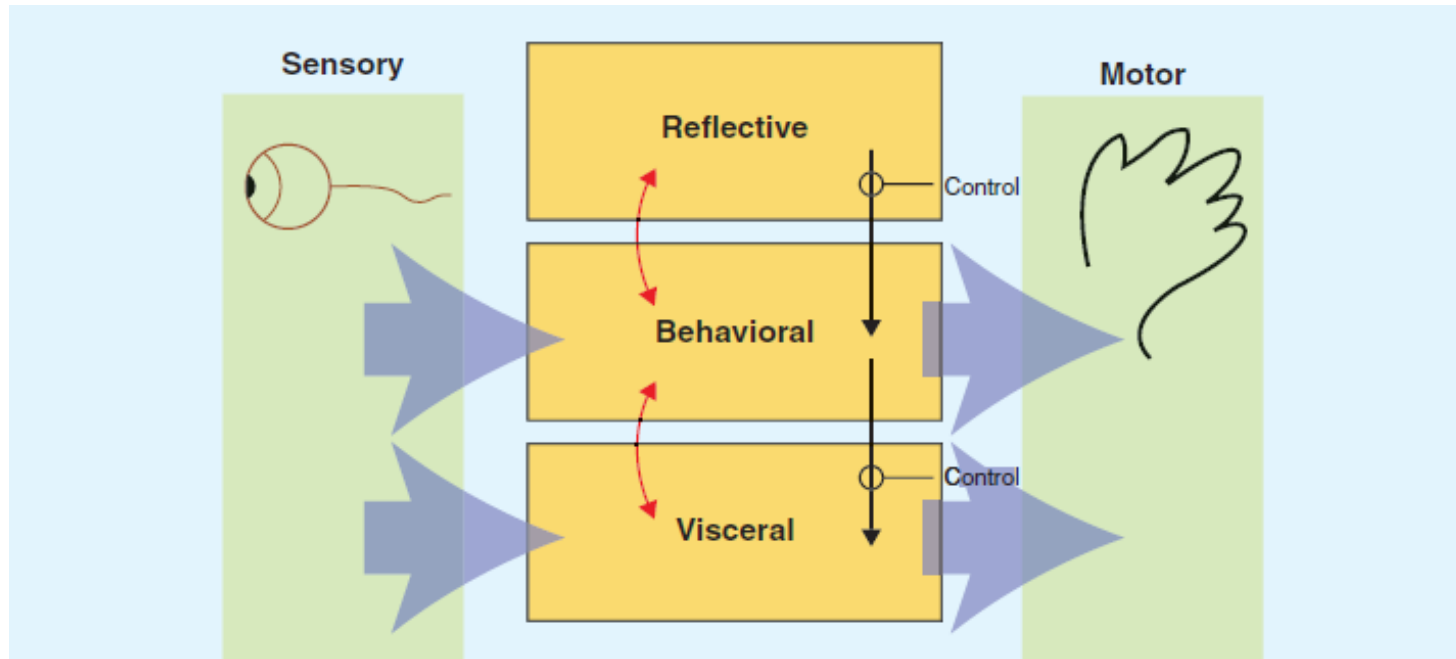 Sensory
Reflective
Motor
Control
Behavioral
Control
Visceral